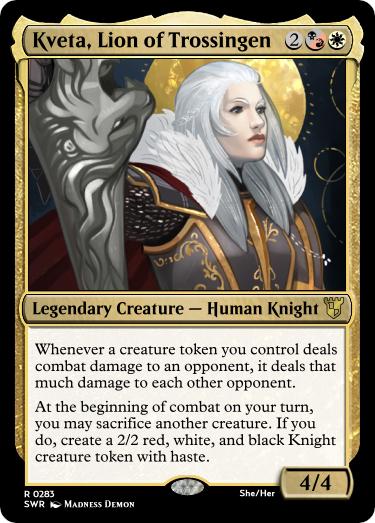 Kveta, Lion of Trossingen 2
Legendary Creature — Human Knight
Whenever a creature token you control deals
combat damage to an opponent, it deals that
much damage to each other opponent.
At the beginning of combat on your turn,
you may sacrifice another creature. If you
do, create a 2/2 red, white, and black Knight
creature token with haste.
4/4
R 0283 She/Her
SWR Madness Demon